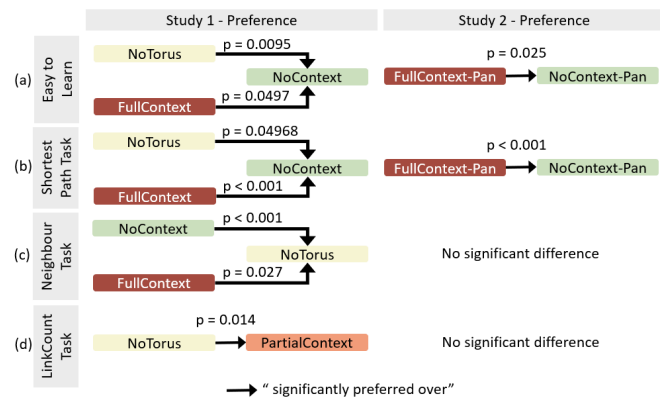 Study 1 - Preference
Study 2 - Preference
(a)
Easy to
Learn
NoTorus
p = 0.0095
NoContext
FullContext
p = 0.0497
p = 0.025
FullContext-Pan
NoContext-Pan
(b)
Shortest
Path Task
NoTorus
p = 0.04968
NoContext
FullContext
p < 0.001
p < 0.001
FullContext-Pan
NoContext-Pan
(c)
Neighbour
Task
NoContext
p < 0.001
NoTorus
FullContext
p = 0.027
No significant difference
(d)
LinkCount
Task
p = 0.014
NoTorus
PartialContext
No significant difference
“ significantly preferred over”